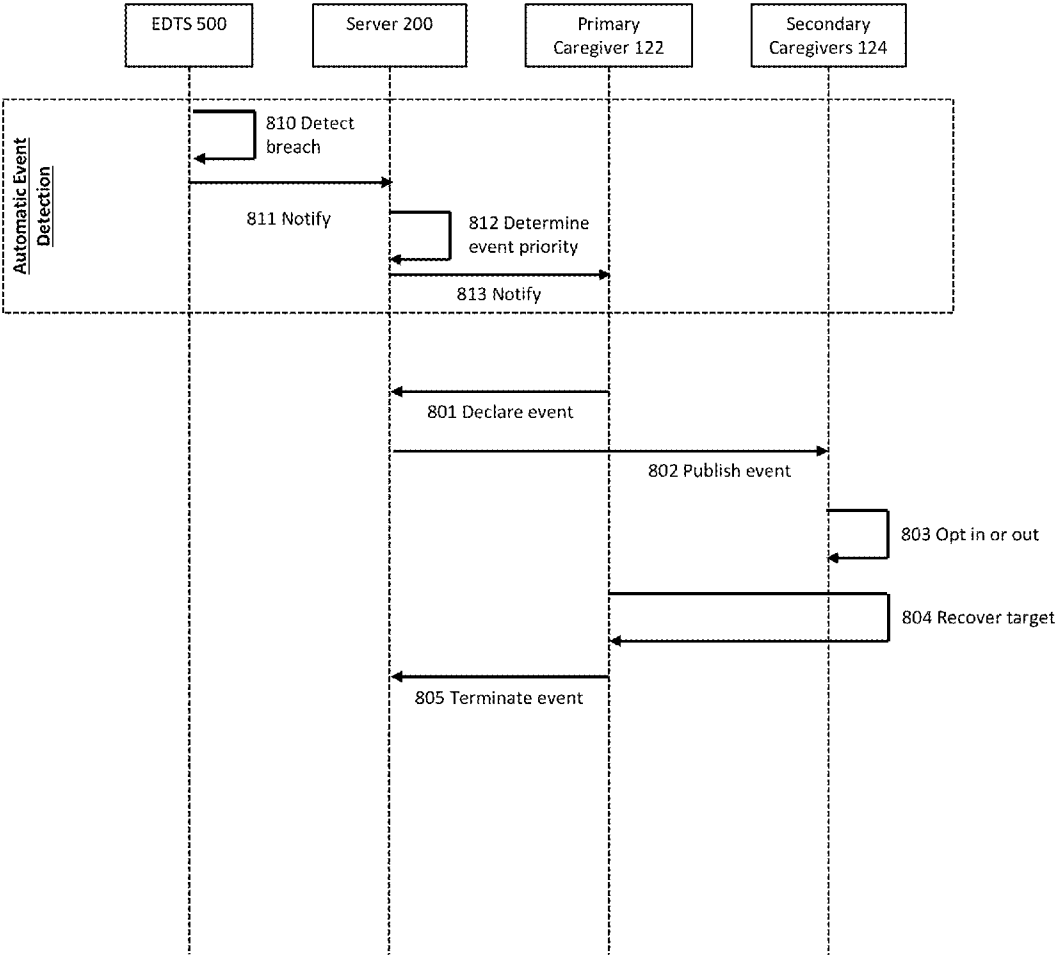 EDTS 500
Server 200
Primary
Caregiver 122
Secondary
Caregivers 124
Automatic Event
Detection
810 Detect
breach
811 Notify
812 Determine
event priority
813 Notify
801 Declare event
802 Publish event
803 Opt in or out
804 Recover target
805 Terminate event